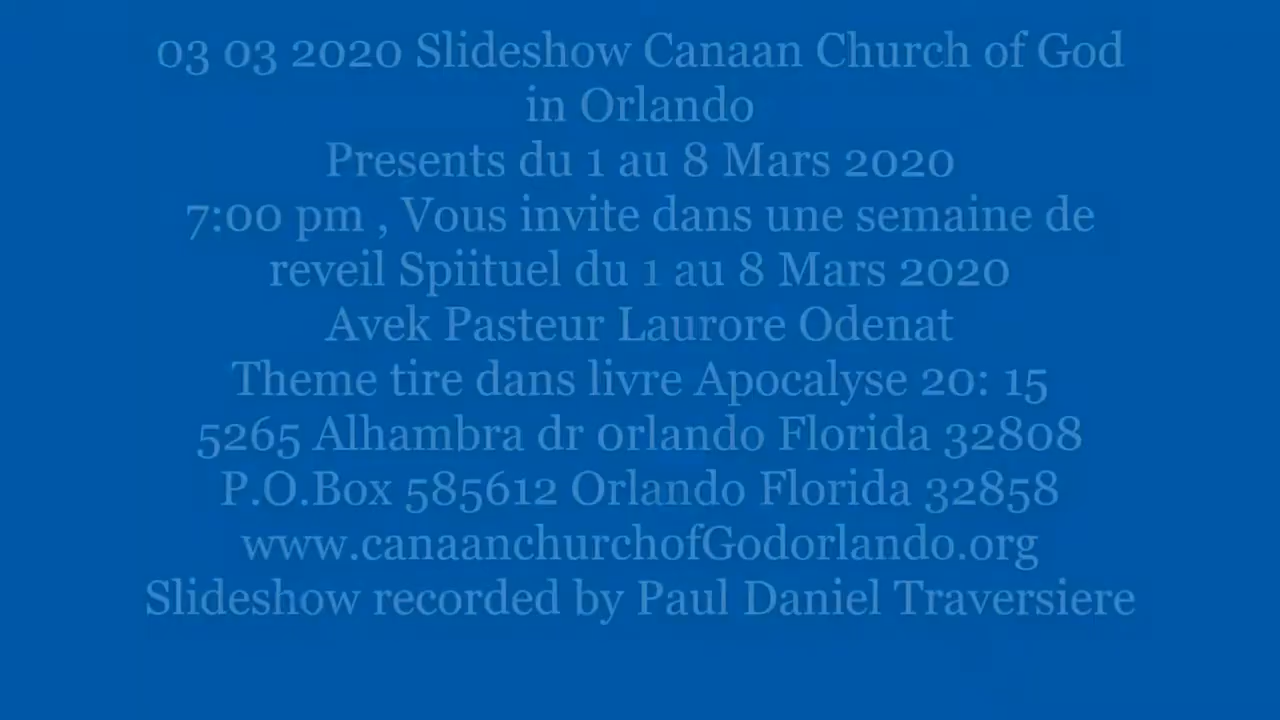 03 03 2020 Slideshow Canaan Church of God
in Orlando
Presents du 1 au 8 Mars 2020
7:00 pm , Vous invite dans une semaine de
reveil Spiituel du 1 au 8 Mars 2020
Avek Pasteur Laurore Odenat
Theme tire dans livre Apocalyse 20: 15
5265 Alhambra dr 0rlando Florida 32808
P.O.Box 585612 Orlando Florida 32858
www.canaanchurchofGodorlando.org
Slideshow recorded by Paul Daniel Traversiere